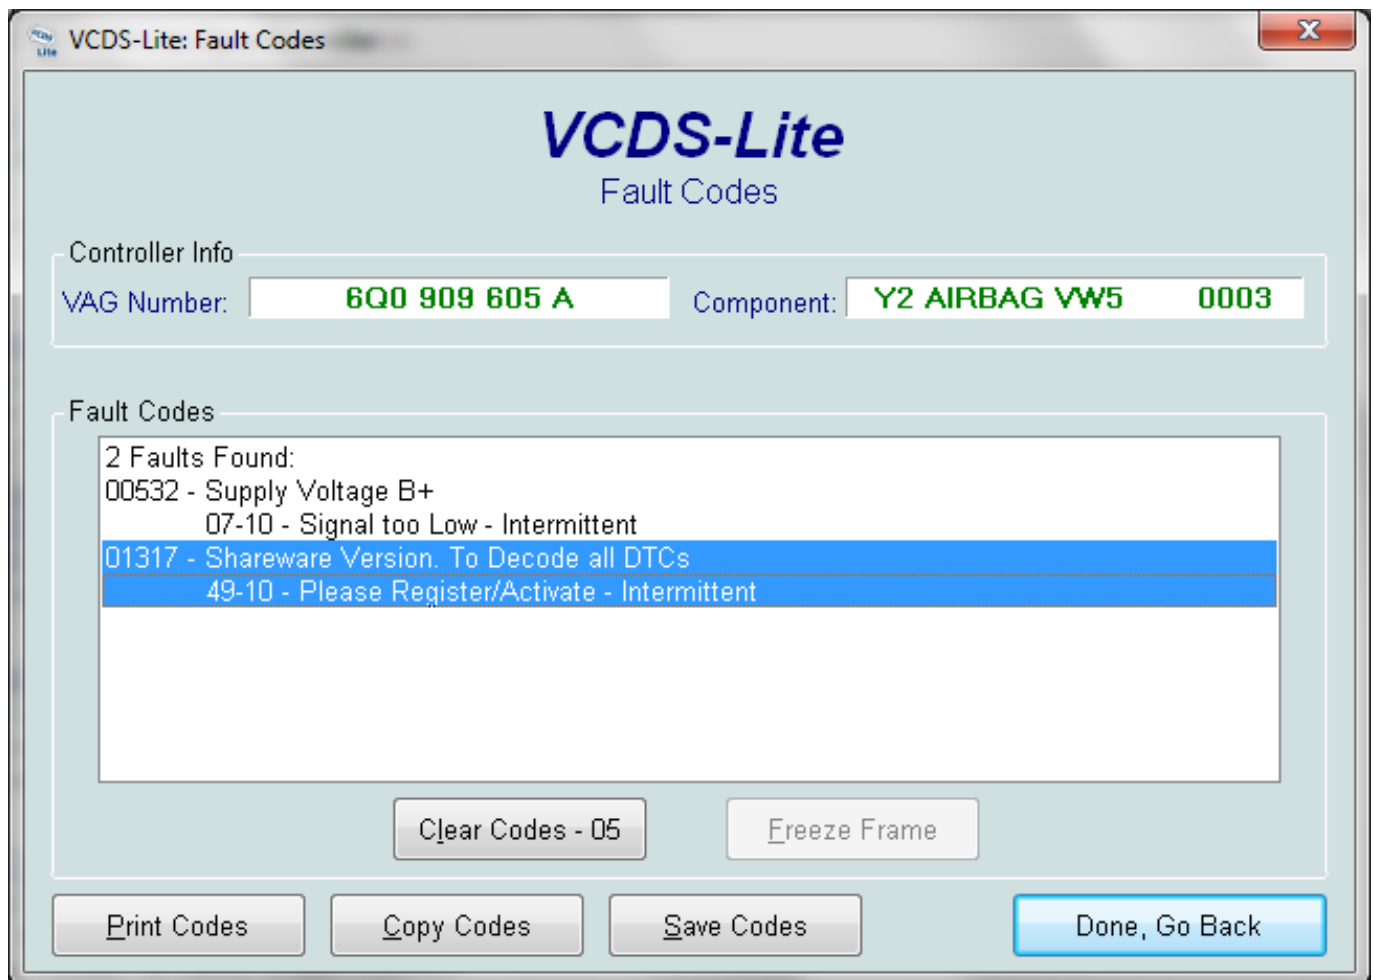 VCDS-Lite: Fault Codes
VCDS-Lite
Fault Codes
Controller Info
VAG Number: 6Q0 909 605 A Component: Y2 AIRBAG VW5 0003
Fault Codes
2 Faults Found:
00532 - Supply Voltage B+
07-10 - Signal too Low - Intermittent
01317 - Shareware Version. To Decode all DTCs
49-10 - Please Register/Activate - Intermittent
Clear Codes - 05 Freeze Frame
Print Codes Copy Codes Save Codes Done, Go Back